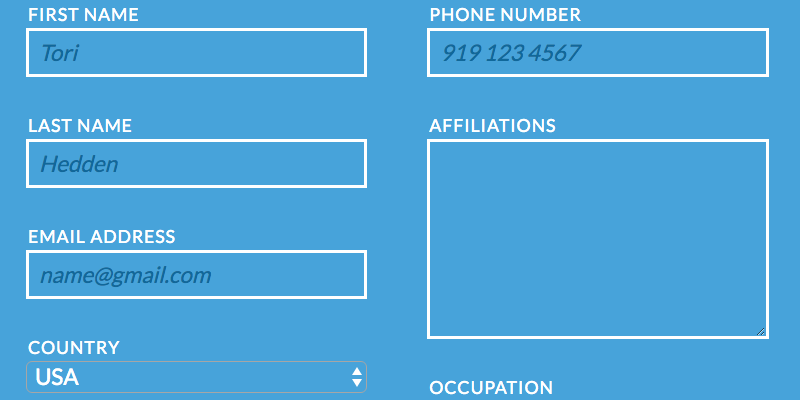 FIRST NAME
Tori
LAST NAME
Hedden
EMAIL ADDRESS
name@gmail.com
COUNTRY
USA
PHONE NUMBER
919 123 4567
AFFILIATIONS
OCCUPATION